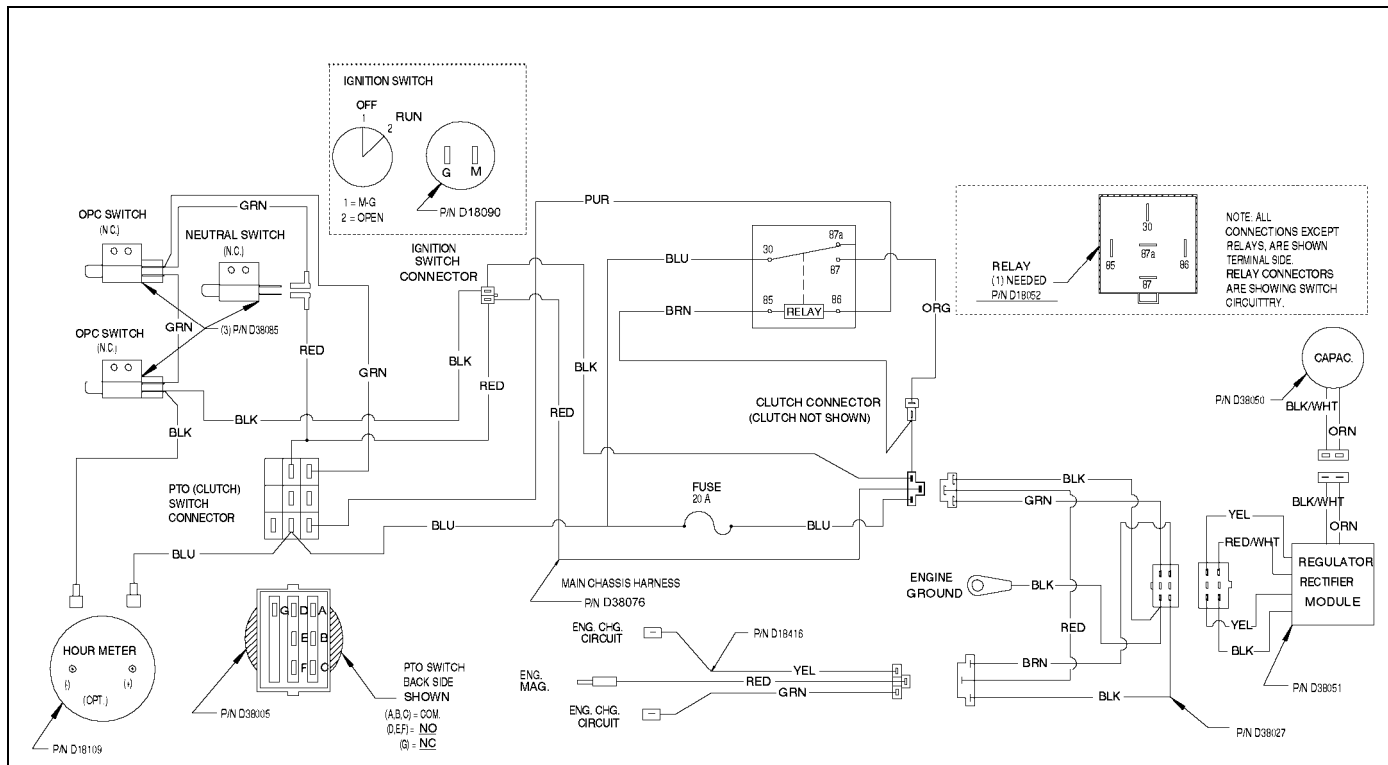 IGNITION SWITCH
OFF
1
2
RUN
G M
1 = M-G
2 = OPEN
P/N D18090
OPC SWITCH
(N.C.)
GRN
NEUTRAL SWITCH
(N.C.)
IGNITION
SWITCH
CONNECTOR
PUR
87a
30
87
BLU
85
86
RELAY
BRN
ORG
RELAY
(1) NEEDED
P/N D18052
30
85
87a
86
87
NOTE: ALL
CONNECTIONS EXCEPT
RELAYS, ARE SHOWN
TERMINAL SIDE.
RELAY CONNECTORS
ARE SHOWING SWITCH
CIRCUITTRY.
GRN
(3) P/N D38085
OPC SWITCH
(N.C.)
RED
GRN
BLK
RED
RED
BLK
BLK
BLK
CLUTCH CONNECTOR
(CLUTCH NOT SHOWN)
CAPAC.
P/N D38050
BLK/WHT
ORN
PTO (CLUTCH)
SWITCH
CONNECTOR
BLU
BLU
FUSE
20 A
BLU
BLK
GRN
BLK/WHT
ORN
YEL
RED/WHT
REGULATOR
RECTIFIER
MODULE
YEL
BLK
P/N D38051
MAIN CHASSIS HARNESS
P/N D38076
ENGINE
GROUND
BLK
RED
HOUR METER
(-) (+)
(OPT.)
P/N D18109
G D A
E B
F C
PTO SWITCH
BACK SIDE
SHOWN
(A,B,C) = COM.
(D,E,F) = NO
(G) = NC
P/N D38005
ENG. CHG.
CIRCUIT
P/N D18416
ENG.
MAG.
YEL
RED
GRN
ENG. CHG.
CIRCUIT
BRN
BLK
P/N D38027